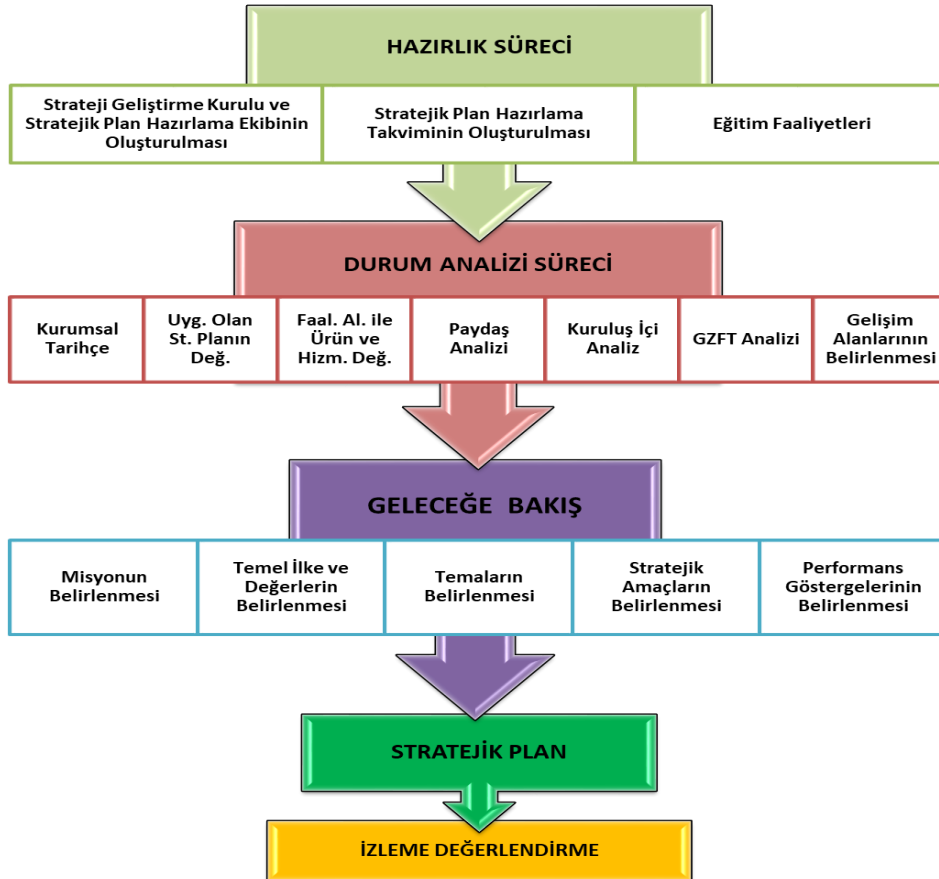 HAZIRLIK SÜRECİ
Strateji Geliştirme Kurulu ve
Stratejik Plan Hazırlama Ekibinin
Oluşturulması
Stratejik Plan Hazırlama
Takviminin Oluşturulması
Eğitim Faaliyetleri
DURUM ANALİZİ SÜRECİ
Kurumsal
Tarihçe
Uyg. Olan
St. Planın
Değ.
Faal. Al. ile
Ürün ve
Hizm. Değ.
Paydaş
Analizi
Kuruluş İçi
Analiz
GZFT Analizi
Gelişim
Alanlarının
Belirlenmesi
GELECEĞE BAKIŞ
Misyonun
Belirlenmesi
Temel İlke ve
Değerlerin
Belirlenmesi
Temaların
Belirlenmesi
Stratejik
Amaçların
Belirlenmesi
Performans
Göstergelerinin
Belirlenmesi
STRATEJİK PLAN
İZLEME DEĞERLENDİRME